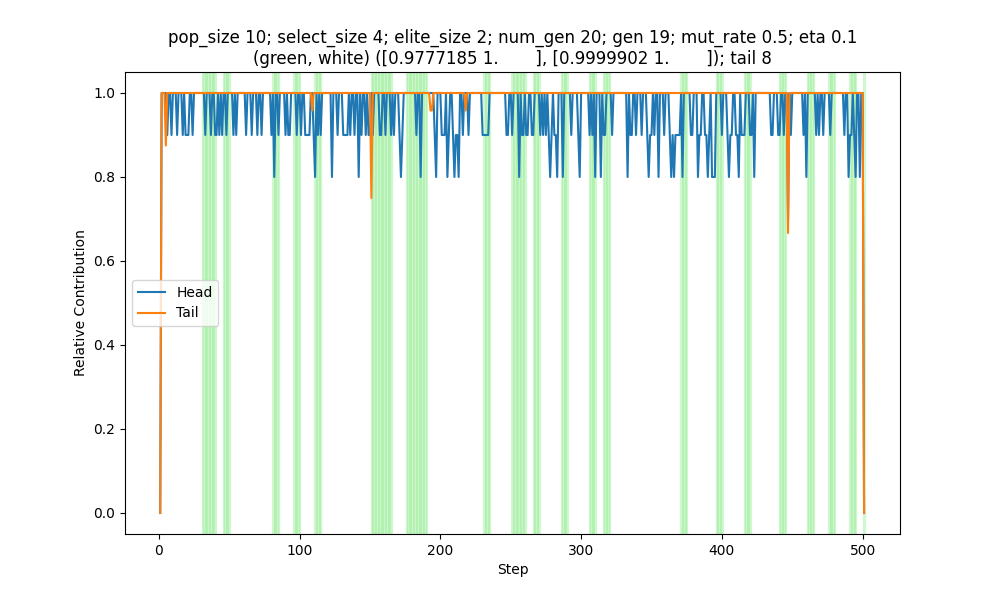 pop_size 10; select_size 4; elite_size 2; num_gen 20; gen 19; mut_rate 0.5; eta 0.1
(green, white) ([0.9777185 1.       ], [0.9999902 1.       ]); tail 8
1.0
0.8
0.6
0.4
0.2
0.0
Relative Contribution
Head
Tail
0
100
200
300
400
500
Step